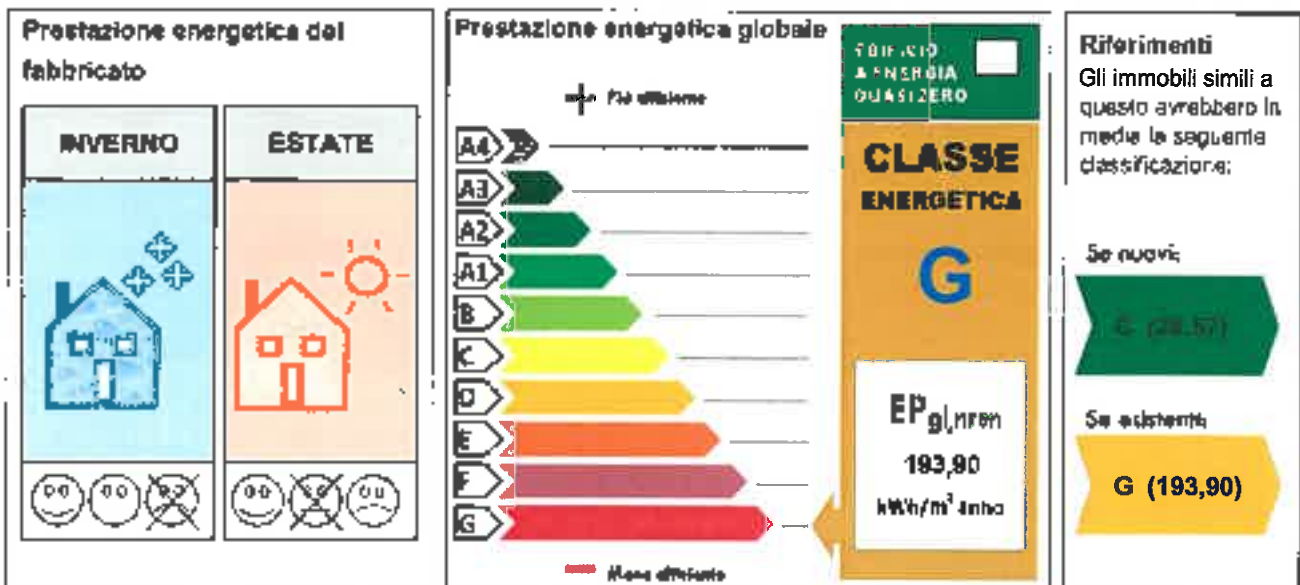 Prestazione energetica del
fabbricato
INVERNO
ESTATE
Prestazione energetica globale
+ Più efficiente
A4
A3
A2
A1
B
C
D
E
F
G
- Meno efficiente
EDIFICIO
A ENERGIA
QUASI ZERO
CLASSE
ENERGETICA
G
EPgl,nren
193,90
kWh/m² anno
Riferimenti
Gli immobili simili a
questo avrebbero in
media la seguente
classificazione:
Se nuovi:
Se esistenti:
G (193,90)